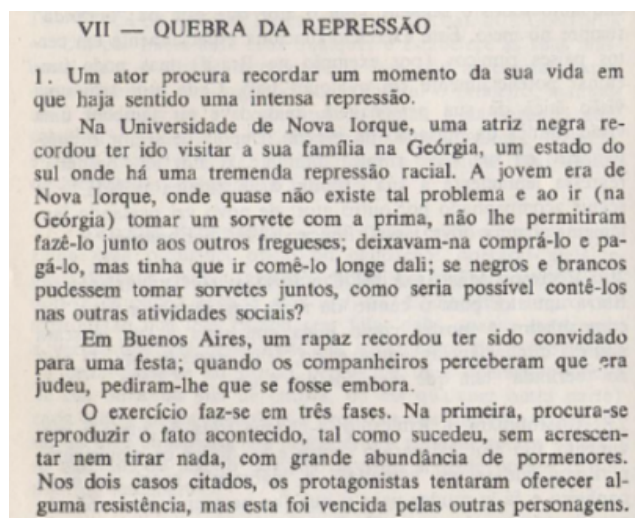 VII — QUEBRA DA REPRESSÃO
1. Um ator procura recordar um momento da sua vida em
que haja sentido uma intensa repressão.
Na Universidade de Nova Iorque, uma atriz negra re-
cordou ter ido visitar a sua família na Geórgia, um estado do
sul onde há uma tremenda repressão racial. A jovem era de
Nova Iorque, onde quase não existe tal problema e ao ir (na
Geórgia) tomar um sorvete com a prima, não lhe permitiram
fazê-lo junto aos outros fregueses; deixavam-na comprá-lo e pa-
gá-lo, mas tinha que ir comê-lo longe dali; se negros e brancos
pudessem tomar sorvetes juntos, como seria possível contê-los
nas outras atividades sociais?
Em Buenos Aires, um rapaz recordou ter sido convidado
para uma festa; quando os companheiros perceberam que era
judeu, pediram-lhe que se fosse embora.
O exercício faz-se em três fases. Na primeira, procura-se
reproduzir o fato acontecido, tal como sucedeu, sem acrescen-
tar nem tirar nada, com grande abundância de pormenores.
Nos dois casos citados, os protagonistas tentaram oferecer al-
guma resistência, mas esta foi vencida pelas outras personagens.